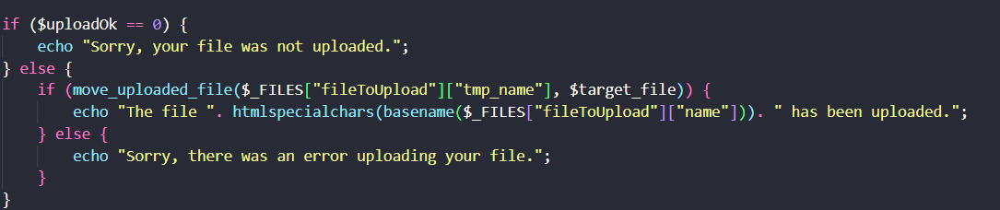 if ($uploadOk == 0) {
    echo "Sorry, your file was not uploaded.";
} else {
    if (move_uploaded_file($_FILES["fileToUpload"]["tmp_name"], $target_file)) {
        echo "The file ". htmlspecialchars(basename($_FILES["fileToUpload"]["name"])). " has been uploaded.";
    } else {
        echo "Sorry, there was an error uploading your file.";
    }
}